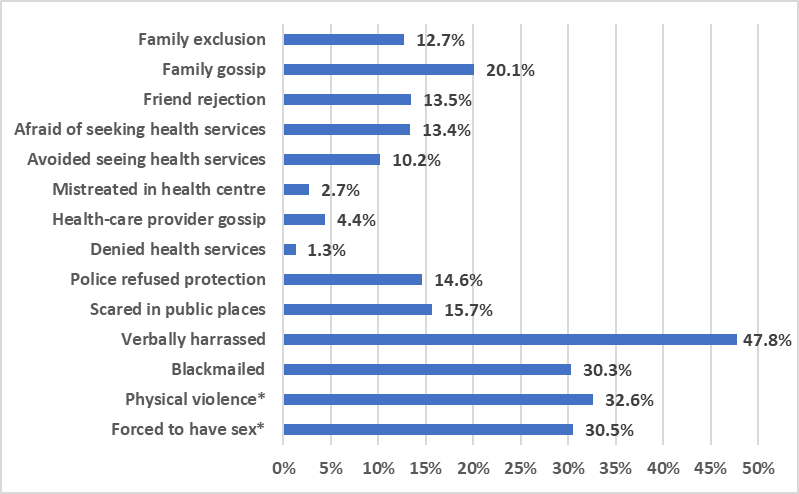 Family exclusion 12.7%
Family gossip 20.1%
Friend rejection 13.5%
Afraid of seeking health services 13.4%
Avoided seeing health services 10.2%
Mistreated in health centre 2.7%
Health-care provider gossip 4.4%
Denied health services 1.3%
Police refused protection 14.6%
Scared in public places 15.7%
Verbally harrassed 47.8%
Blackmailed 30.3%
Physical violence* 32.6%
Forced to have sex* 30.5%
0% 5% 10% 15% 20% 25% 30% 35% 40% 45% 50%